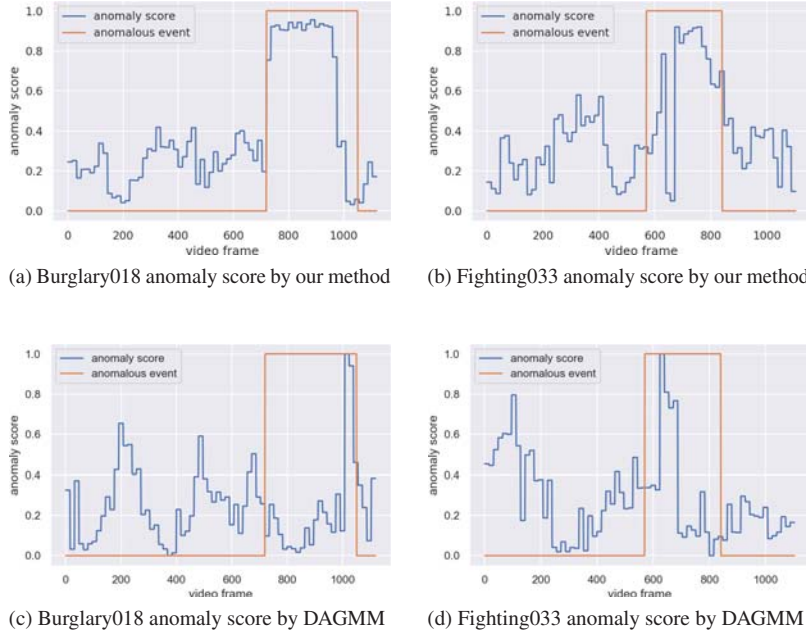 1.0
0.8
0.6
0.4
0.2
0.0
anomaly score
anomaly score
anomalous event
0 200 400 600 800 1000
video frame
(a) Burglary018 anomaly score by our method
1.0
0.8
0.6
0.4
0.2
0.0
anomaly score
anomaly score
anomalous event
0 200 400 600 800 1000
video frame
(b) Fighting033 anomaly score by our method
1.0
0.8
0.6
0.4
0.2
0.0
anomaly score
anomaly score
anomalous event
0 200 400 600 800 1000
video frame
(c) Burglary018 anomaly score by DAGMM
1.0
0.8
0.6
0.4
0.2
0.0
anomaly score
anomaly score
anomalous event
0 200 400 600 800 1000
video frame
(d) Fighting033 anomaly score by DAGMM